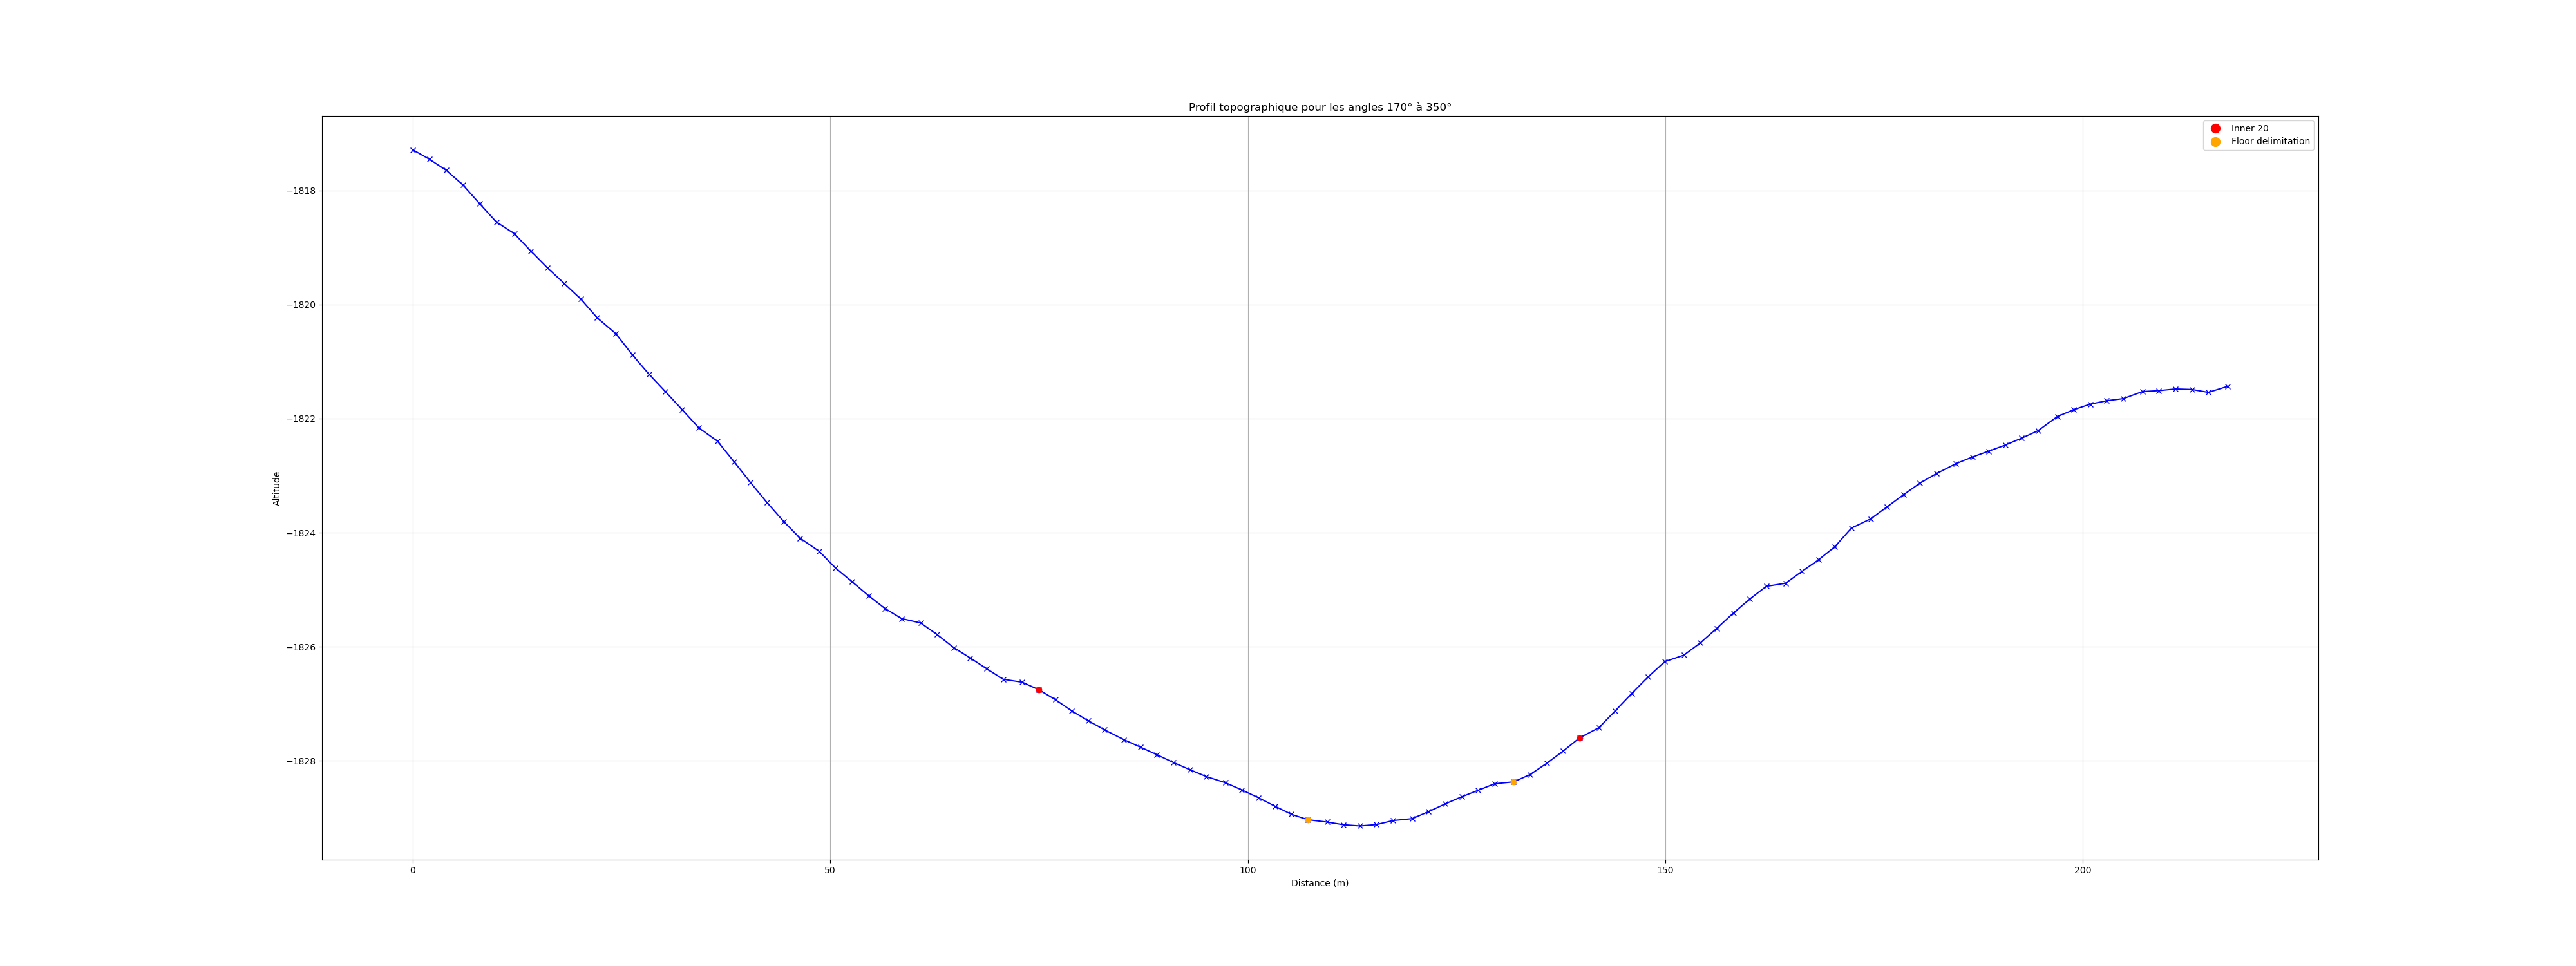 Profil topographique pour les angles 170° à 350°
Inner 20
Floor delimitation
−1818
−1820
−1822
−1824
−1826
−1828
Altitude
0
50
100
150
200
Distance (m)